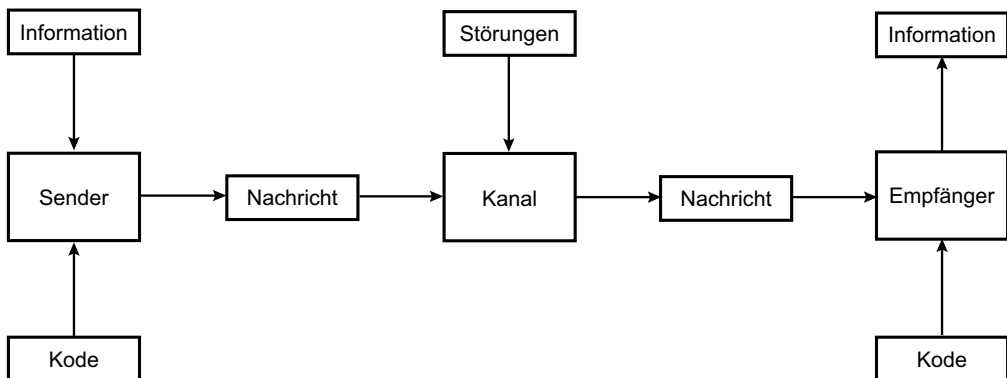 Information
Störungen
Information
Sender
Nachricht
Kanal
Nachricht
Empfänger
Kode
Kode